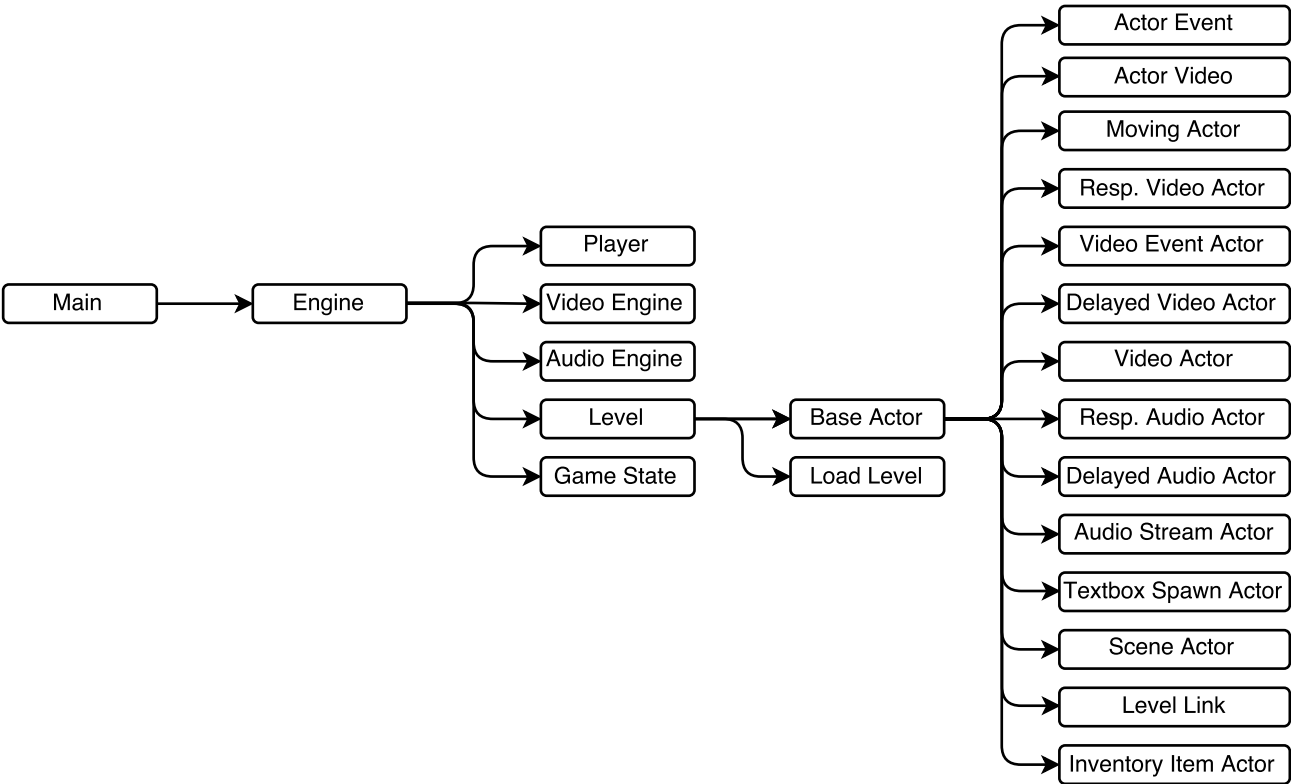 Main
Engine
Player
Video Engine
Audio Engine
Level
Game State
Base Actor
Load Level
Actor Event
Actor Video
Moving Actor
Resp. Video Actor
Video Event Actor
Delayed Video Actor
Video Actor
Resp. Audio Actor
Delayed Audio Actor
Audio Stream Actor
Textbox Spawn Actor
Scene Actor
Level Link
Inventory Item Actor